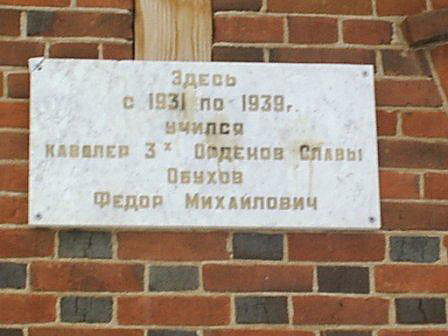 Здесь
с 1931 по 1939г.
учился
кавалер 3х Орденов Славы
Обухов
Федор Михайлович